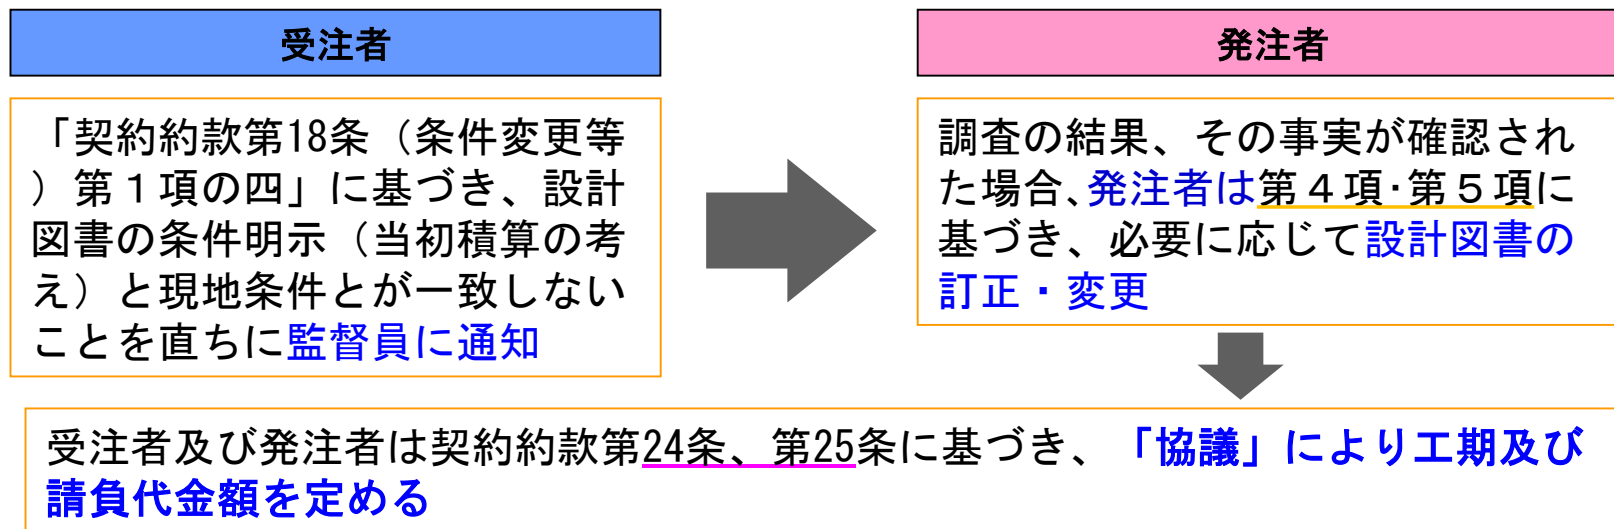 受注者
「契約約款第18条（条件変更等
）第１項の四」に基づき、設計
図書の条件明示（当初積算の考
え）と現地条件とが一致しない
ことを直ちに監督員に通知
発注者
調査の結果、その事実が確認され
た場合、発注者は第４項･第５項に
基づき、必要に応じて設計図書の
訂正・変更
受注者及び発注者は契約約款第24条、第25条に基づき、「協議」により工期及び
請負代金額を定める